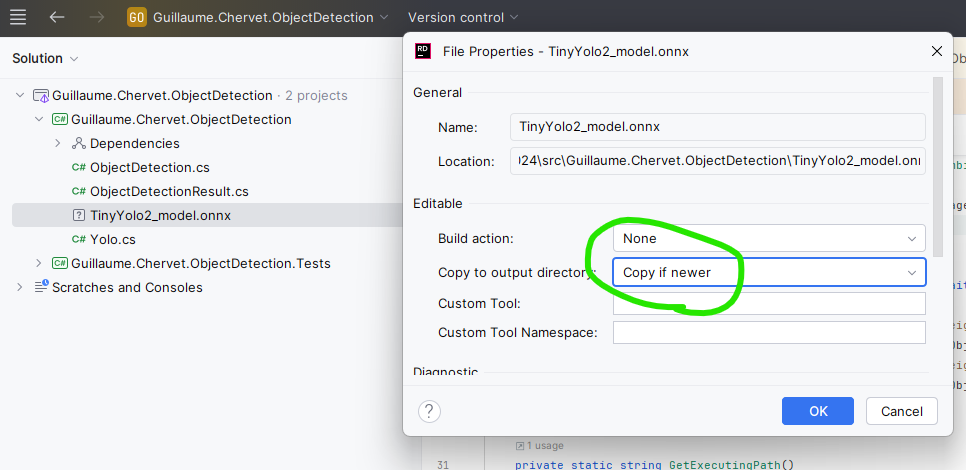 GO Guillaume.Chervet.ObjectDetection Version control
Solution
RD File Properties - TinyYolo2_model.onnx
General
Guillaume.Chervet.ObjectDetection · 2 projects
C# Guillaume.Chervet.ObjectDetection
Dependencies
C# ObjectDetection.cs
C# ObjectDetectionResult.cs
? TinyYolo2_model.onnx
C# Yolo.cs
C# Guillaume.Chervet.ObjectDetection.Tests
Scratches and Consoles
Name: TinyYolo2_model.onnx
Location: 024\src\Guillaume.Chervet.ObjectDetection\TinyYolo2_model.onn
Editable
Build action: None
Copy to output directory: Copy if newer
Custom Tool:
Custom Tool Namespace:
Diagnostic
? OK Cancel
1 usage
31 private static string GetExecutingPath()